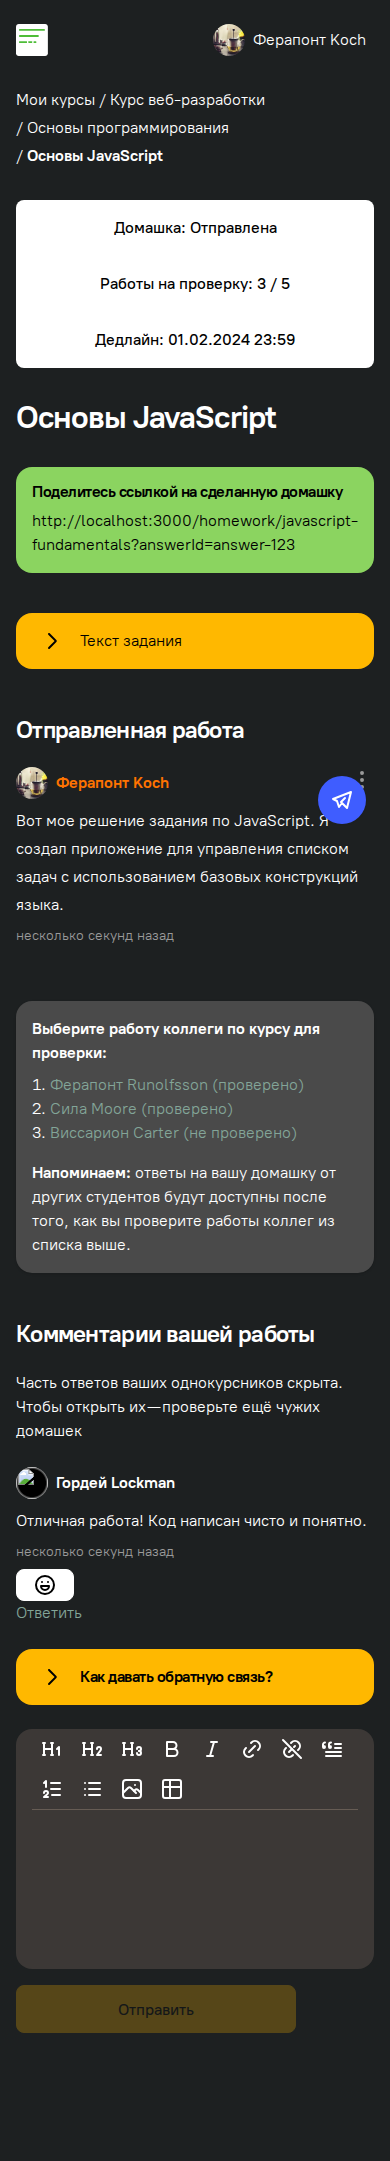 Ферапонт Koch
Мои курсы / Курс веб-разработки
/ Основы программирования
/ Основы JavaScript
Домашка: Отправлена
Работы на проверку: 3 / 5
Дедлайн: 01.02.2024 23:59
Основы JavaScript
Поделитесь ссылкой на сделанную домашку
http://localhost:3000/homework/javascript-
fundamentals?answerId=answer-123
Текст задания
Отправленная работа
Ферапонт Koch
Вот мое решение задания по JavaScript. Я
создал приложение для управления списком
задач с использованием базовых конструкций
языка.
несколько секунд назад
Выберите работу коллеги по курсу для
проверки:
1. Ферапонт Runolfsson (проверено)
2. Сила Moore (проверено)
3. Виссарион Carter (не проверено)
Напоминаем: ответы на вашу домашку от
других студентов будут доступны после
того, как вы проверите работы коллег из
списка выше.
Комментарии вашей работы
Часть ответов ваших однокурсников скрыта.
Чтобы открыть их — проверьте ещё чужих
домашек
Гордей Lockman
Отличная работа! Код написан чисто и понятно.
несколько секунд назад
Ответить
Как давать обратную связь?
H1 H2 H3 B I
Отправить